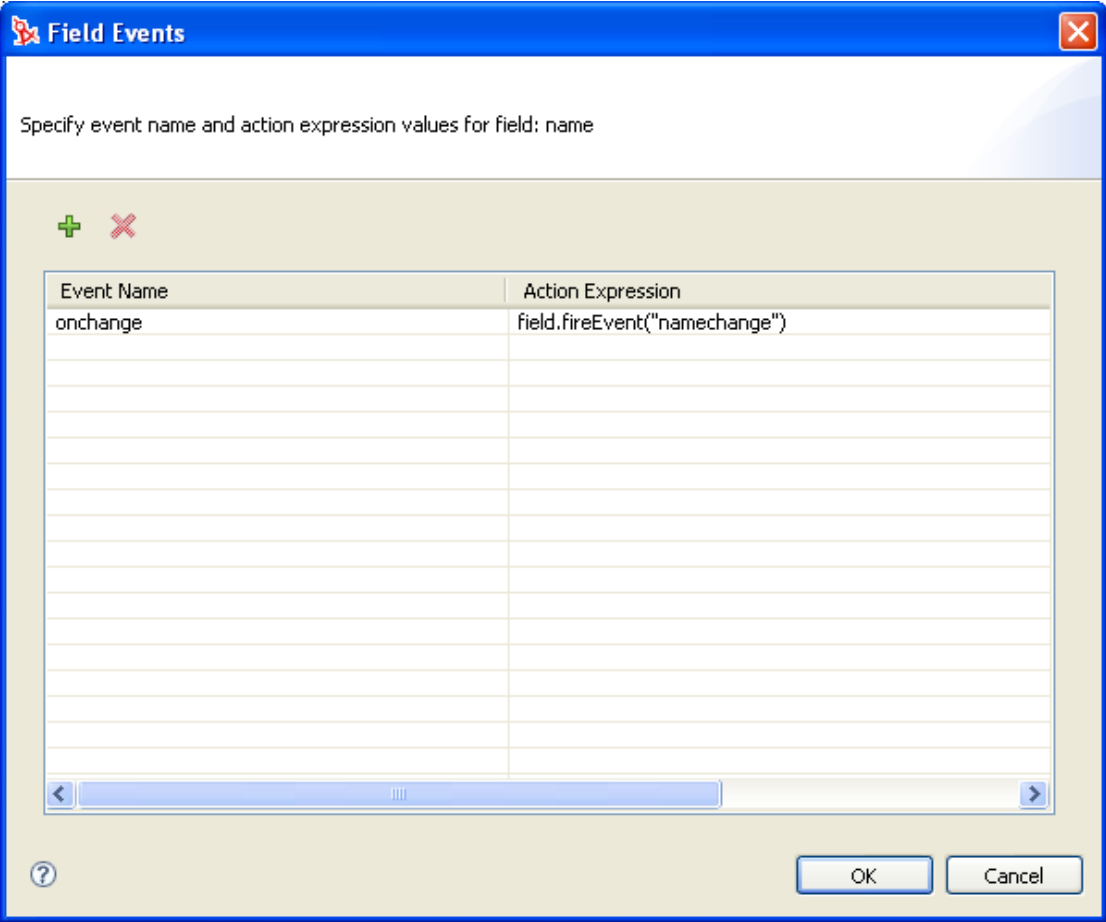 Field Events
Specify event name and action expression values for field: name
Event Name Action Expression
onchange field.fireEvent("namechange")
OK Cancel